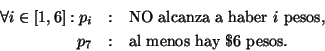 ∀i ∈ [1, 6] : p_i : NO alcanza a haber i pesos,
p_7 : al menos hay $6 pesos.